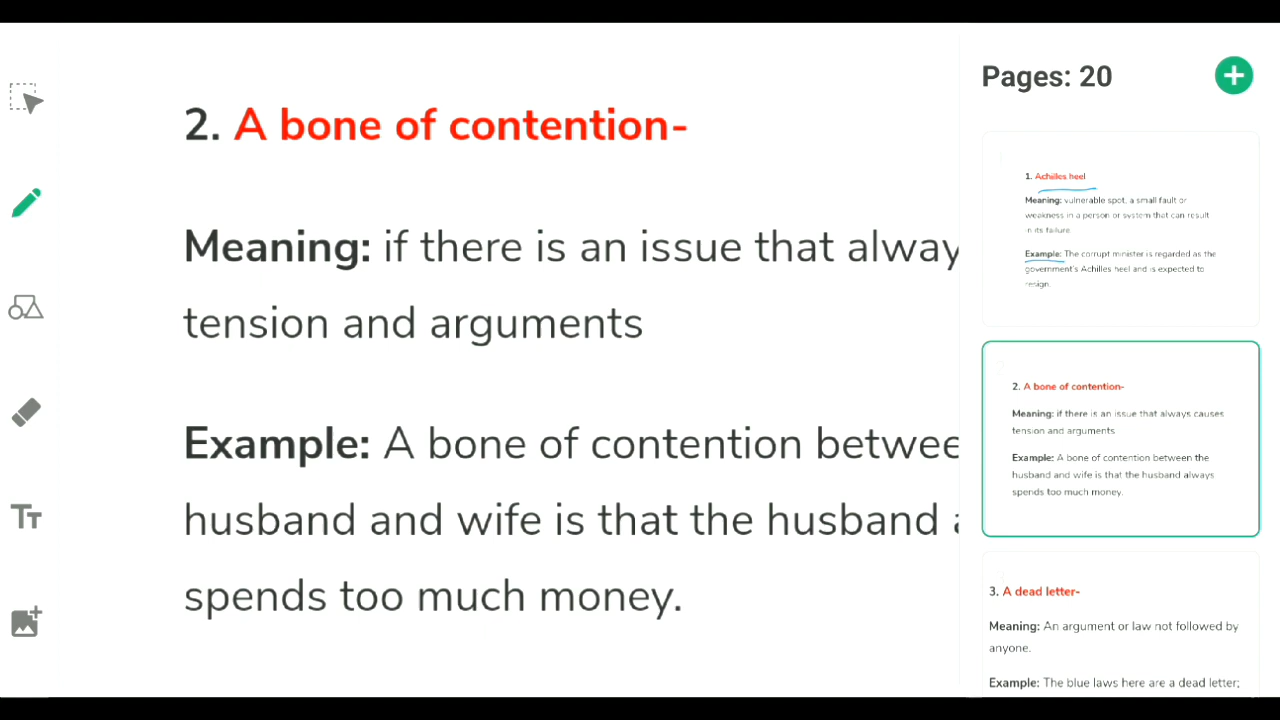 2. A bone of contention-
Meaning: if there is an issue that alway
tension and arguments
Example: A bone of contention betwee
husband and wife is that the husband a
spends too much money.
Tт
Pages: 20
1. Achilles heel
Meaning: vulnerable spot, a small fault or
weakness in a person or system that can result
in its failure.
Example: The corrupt minister is regarded as the
government's Achilles heel and is expected to
resign.
2. A bone of contention-
Meaning: if there is an issue that always causes
tension and arguments
Example: A bone of contention between the
husband and wife is that the husband always
spends too much money.
3. A dead letter-
Meaning: An argument or law not followed by
anyone.
Example: The blue laws here are a dead letter;